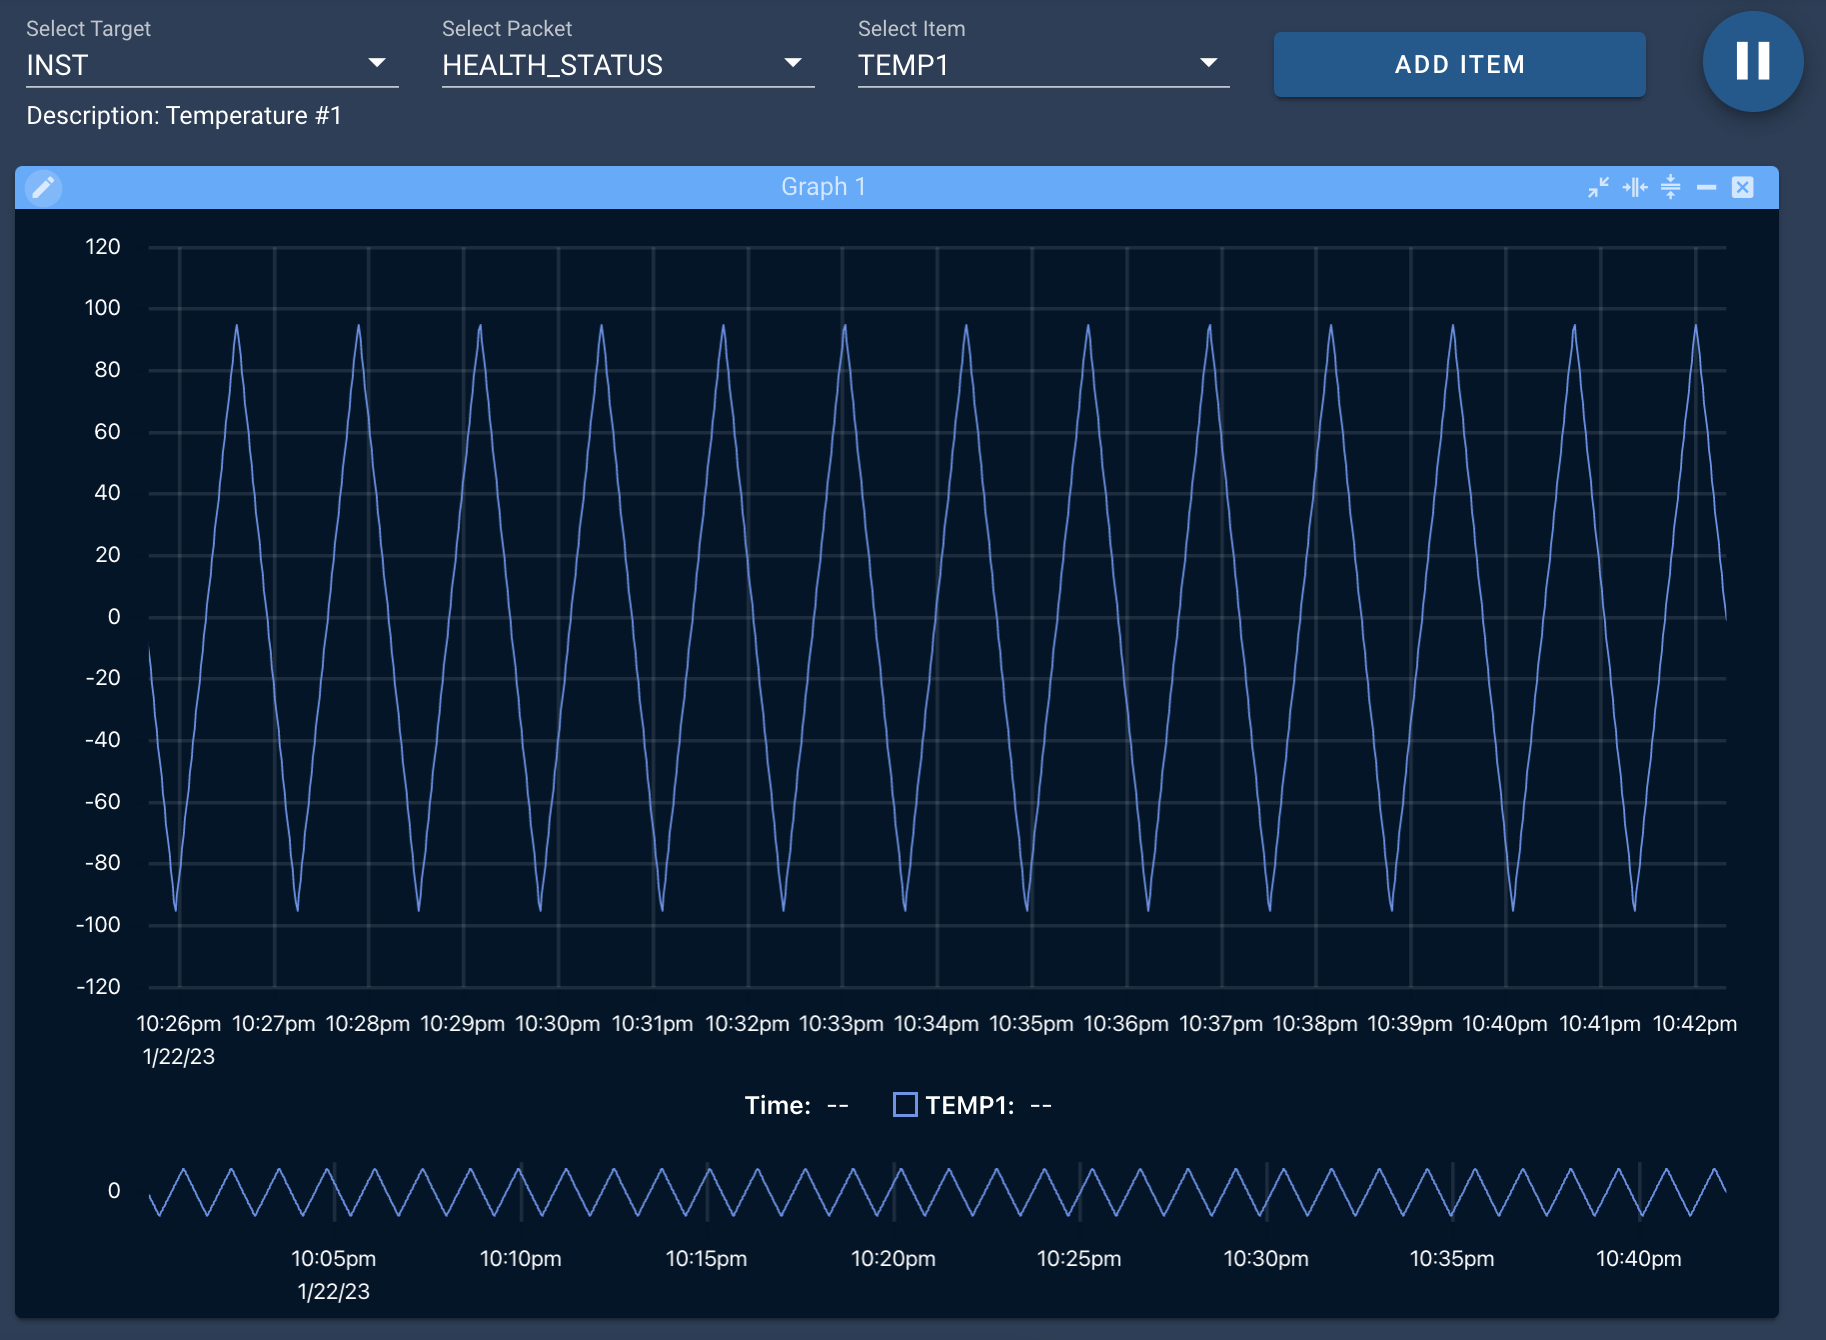 Select Target Select Packet Select Item
INST HEALTH_STATUS TEMP1 ADD ITEM
Description: Temperature #1
Graph 1
120
100
80
60
40
20
0
-20
-40
-60
-80
-100
-120
10:26pm 10:27pm 10:28pm 10:29pm 10:30pm 10:31pm 10:32pm 10:33pm 10:34pm 10:35pm 10:36pm 10:37pm 10:38pm 10:39pm 10:40pm 10:41pm 10:42pm
1/22/23
Time: -- TEMP1: --
0
10:05pm 10:10pm 10:15pm 10:20pm 10:25pm 10:30pm 10:35pm 10:40pm
1/22/23